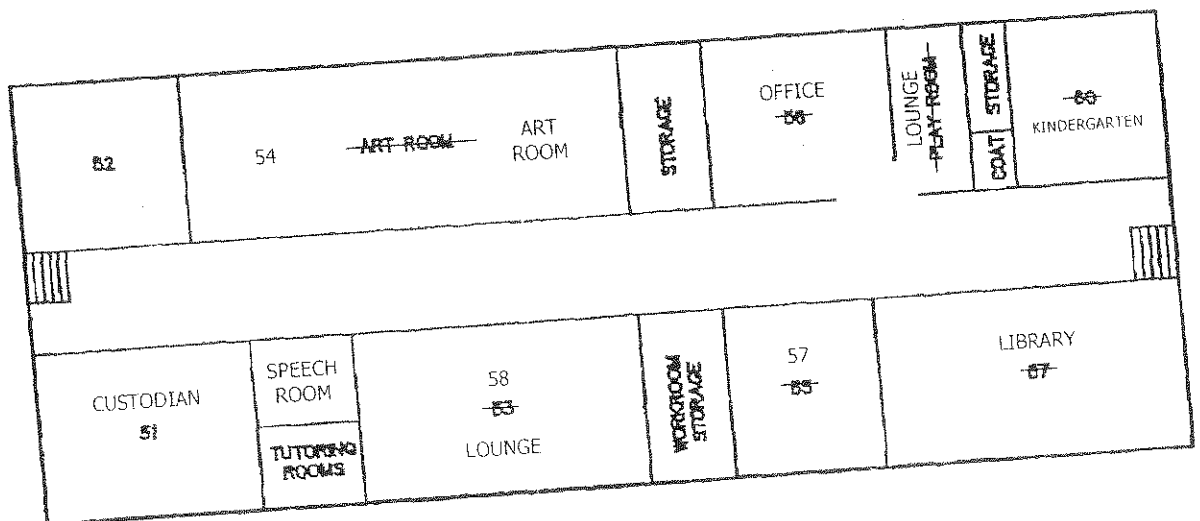 52
54
ART ROOM
ART
ROOM
STORAGE
OFFICE
56
LOUNGE
PLAY ROOM
STORAGE
COAT
60
KINDERGARTEN
CUSTODIAN
51
SPEECH
ROOM
TUTORING
ROOMS
58
53
LOUNGE
WORKROOM
STORAGE
57
55
LIBRARY
67